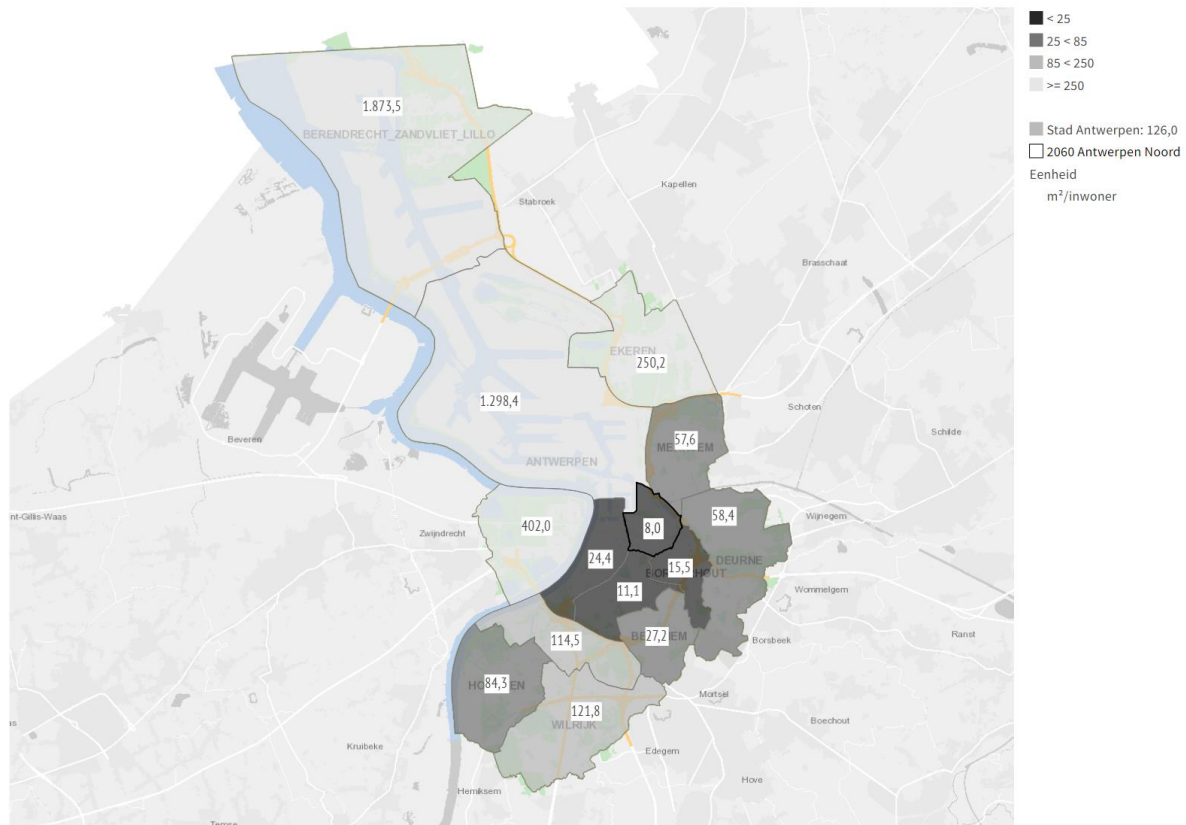 < 25
25 < 85
85 < 250
>= 250
Stad Antwerpen: 126,0
2060 Antwerpen Noord
Eenheid
m²/inwoner
1.873,5
BERENDRECHT_ZANDVLIET_LILLO
Kapellen
Stabroek
Brasschaat
EKEREN
250,2
1.298,4
Schoten
Schilde
Beveren
57,6
ANTWERPEN
nt-Gillis-Waas
Zwijndrecht
402,0
8,0
58,4
Wijnegem
24,4
15,5
DEURNE
11,1
Wommelgem
114,5
27,2
Borsbeek
Ranst
84,3
Mortsel
121,8
Boechout
WILRIJK
Kruibeke
Edegem
Hove
Hemiksem